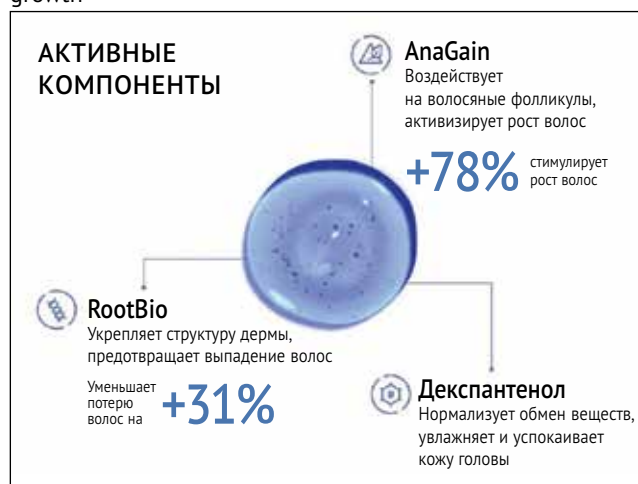 growth
АКТИВНЫЕ
КОМПОНЕНТЫ
AnaGain
Воздействует
на волосяные фолликулы,
активизирует рост волос
+78%
стимулирует
рост волос
RootBio
Укрепляет структуру дермы,
предотвращает выпадение волос
Уменьшает
потерю
волос на
+31%
Декспантенол
Нормализует обмен веществ,
увлажняет и успокаивает
кожу головы